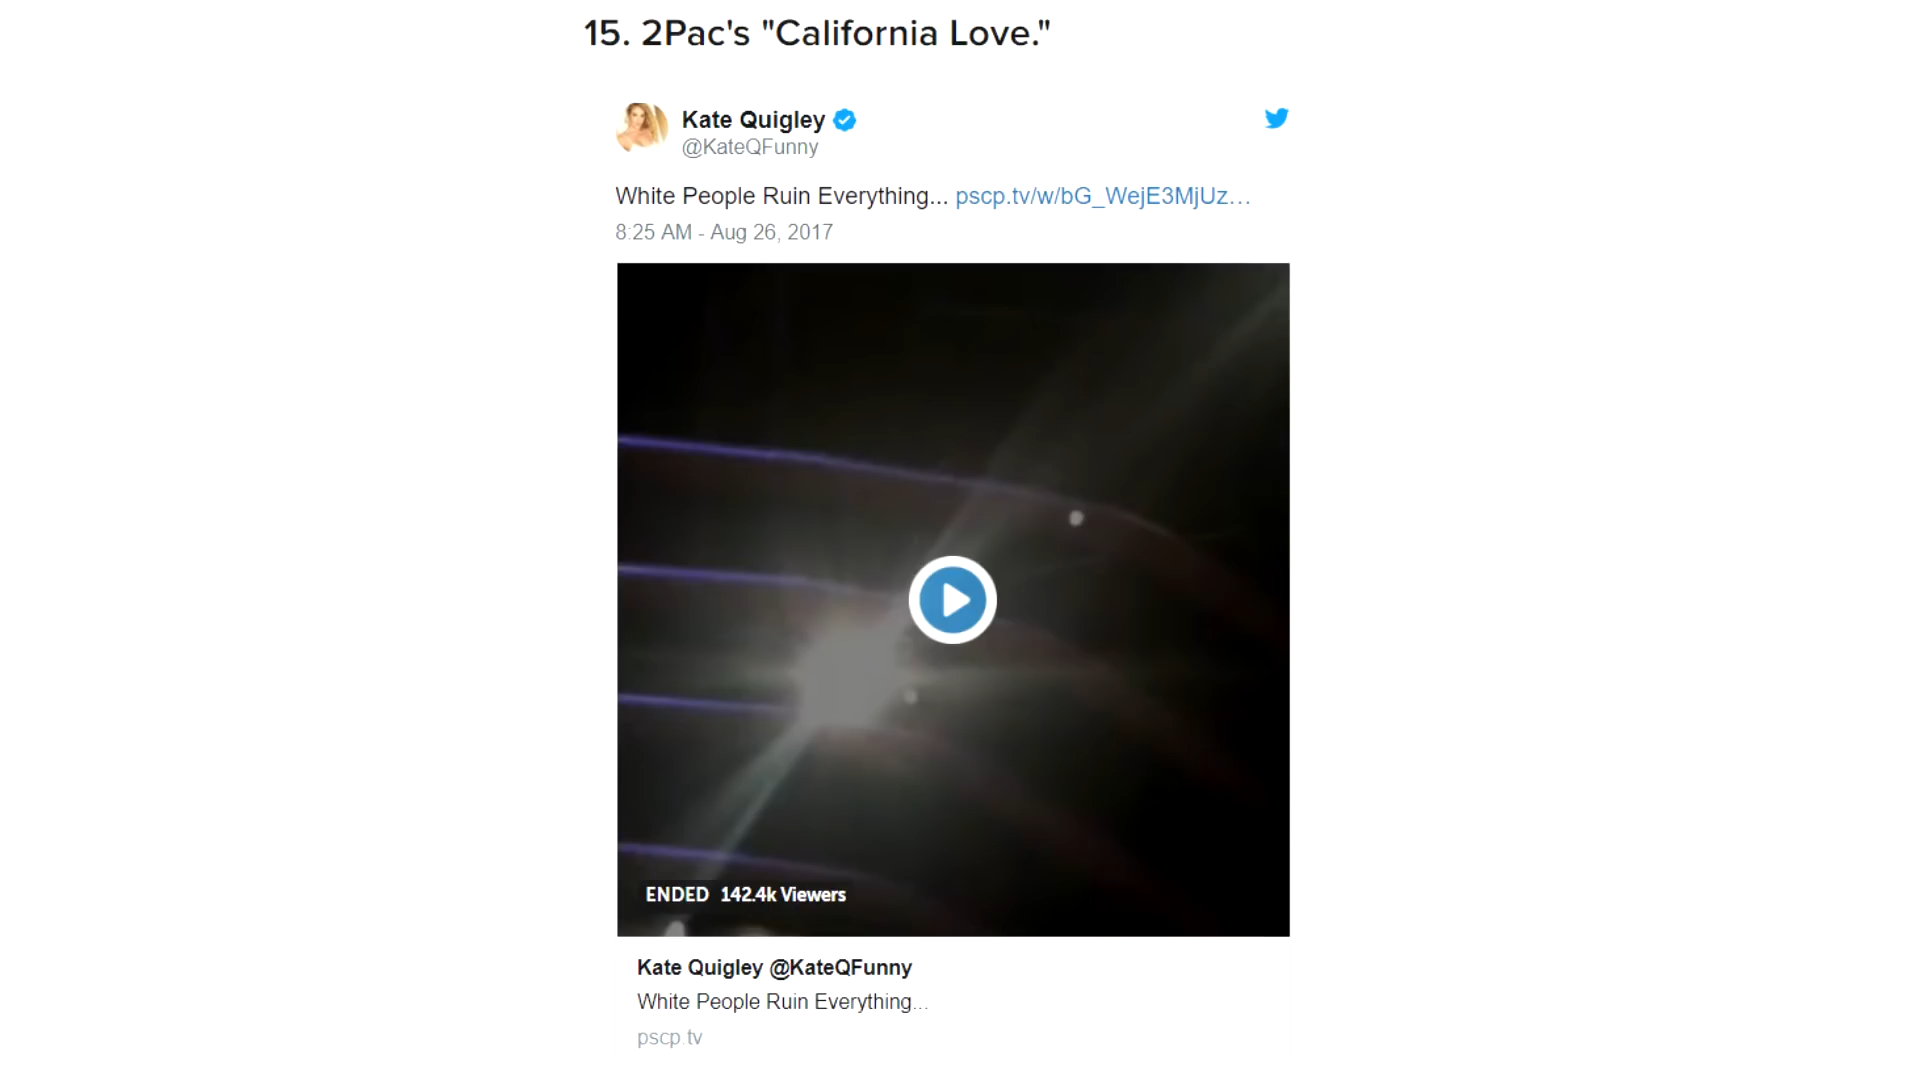 15. 2Pac's "California Love."
Kate Quigley
@KateQFunny
White People Ruin Everything... pscp.tv/w/bG_WejE3MjUz…
8:25 AM - Aug 26, 2017
ENDED 142.4k Viewers
Kate Quigley @KateQFunny
White People Ruin Everything...
pscp.tv